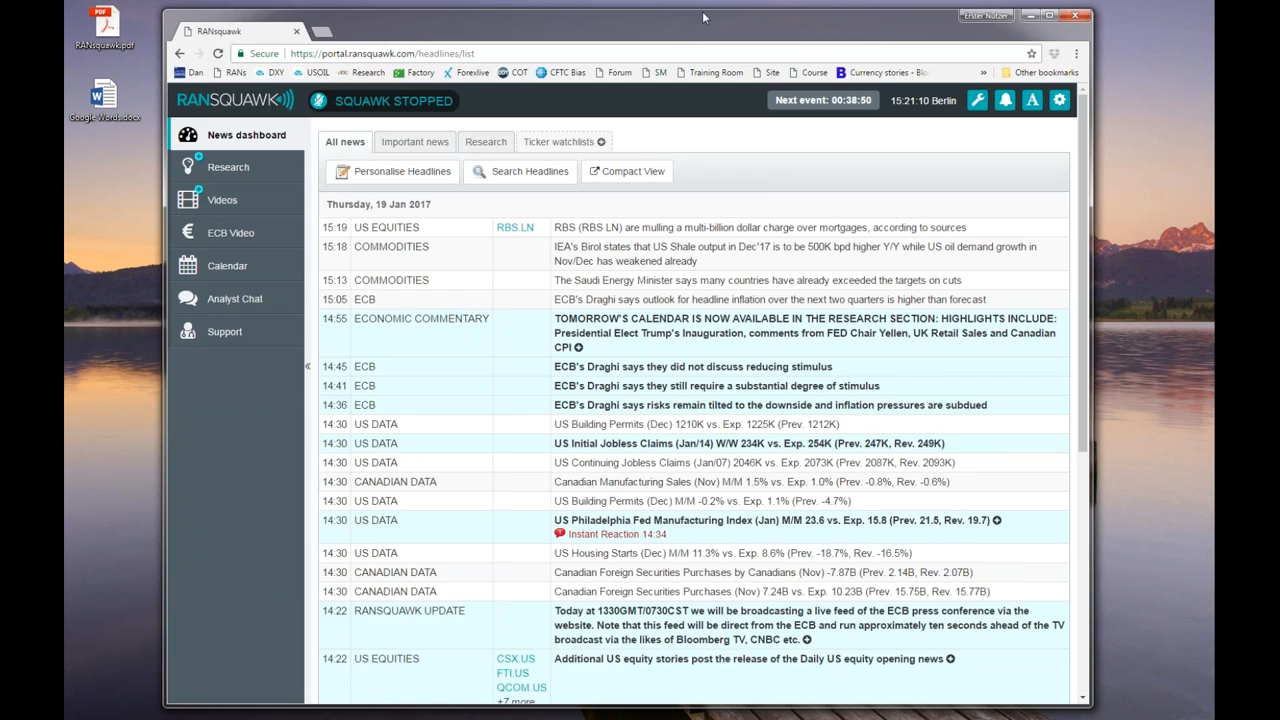 PDF
RANsquawk.pdf
Google Words.docx
Erster Nutzer
RANsquawk
Secure
https://portal.ransquawk.com/headlines/list
Dan
RANs
DXY
USOIL
Research
Factory
Forexlive
COT
CFTC Bias
Forum
SM
Training Room
Site
Course
Currency stories - Blo
»
Other bookmarks
RANSQUAWK
SQUAWK STOPPED
Next event: 00:38:50
15:21:10 Berlin
News dashboard
Research
Videos
ECB Video
Calendar
Analyst Chat
Support
All news
Important news
Research
Ticker watchlists
Personalise Headlines
Search Headlines
Compact View
Thursday, 19 Jan 2017
15:19 US EQUITIES RBS.LN RBS (RBS LN) are mulling a multi-billion dollar charge over mortgages, according to sources
15:18 COMMODITIES IEA's Birol states that US Shale output in Dec'17 is to be 500K bpd higher Y/Y while US oil demand growth in
Nov/Dec has weakened already
15:13 COMMODITIES The Saudi Energy Minister says many countries have already exceeded the targets on cuts
15:05 ECB ECB's Draghi says outlook for headline inflation over the next two quarters is higher than forecast
14:55 ECONOMIC COMMENTARY TOMORROW'S CALENDAR IS NOW AVAILABLE IN THE RESEARCH SECTION: HIGHLIGHTS INCLUDE:
Presidential Elect Trump's Inauguration, comments from FED Chair Yellen, UK Retail Sales and Canadian
CPI
14:45 ECB ECB's Draghi says they did not discuss reducing stimulus
14:41 ECB ECB's Draghi says they still require a substantial degree of stimulus
14:36 ECB ECB's Draghi says risks remain tilted to the downside and inflation pressures are subdued
14:30 US DATA US Building Permits (Dec) 1210K vs. Exp. 1225K (Prev. 1212K)
14:30 US DATA US Initial Jobless Claims (Jan/14) W/W 234K vs. Exp. 254K (Prev. 247K, Rev. 249K)
14:30 US DATA US Continuing Jobless Claims (Jan/07) 2046K vs. Exp. 2073K (Prev. 2087K, Rev. 2093K)
14:30 CANADIAN DATA Canadian Manufacturing Sales (Nov) M/M 1.5% vs. Exp. 1.0% (Prev. -0.8%, Rev. -0.6%)
14:30 US DATA US Building Permits (Dec) M/M -0.2% vs. Exp. 1.1% (Prev. -4.7%)
14:30 US DATA US Philadelphia Fed Manufacturing Index (Jan) M/M 23.6 vs. Exp. 15.8 (Prev. 21.5, Rev. 19.7)
Instant Reaction 14:34
14:30 US DATA US Housing Starts (Dec) M/M 11.3% vs. Exp. 8.6% (Prev. -18.7%, Rev. -16.5%)
14:30 CANADIAN DATA Canadian Foreign Securities Purchases by Canadians (Nov) -7.87B (Prev. 2.14B, Rev. 2.07B)
14:30 CANADIAN DATA Canadian Foreign Securities Purchases (Nov) 7.24B vs. Exp. 10.23B (Prev. 15.75B, Rev. 15.77B)
14:22 RANSQUAWK UPDATE Today at 1330GMT/0730CST we will be broadcasting a live feed of the ECB press conference via the
website. Note that this feed will be direct from the ECB and run approximately ten seconds ahead of the TV
broadcast via the likes of Bloomberg TV, CNBC etc.
14:22 US EQUITIES CSX.US Additional US equity stories post the release of the Daily US equity opening news
FTI.US
QCOM.US
+7 more